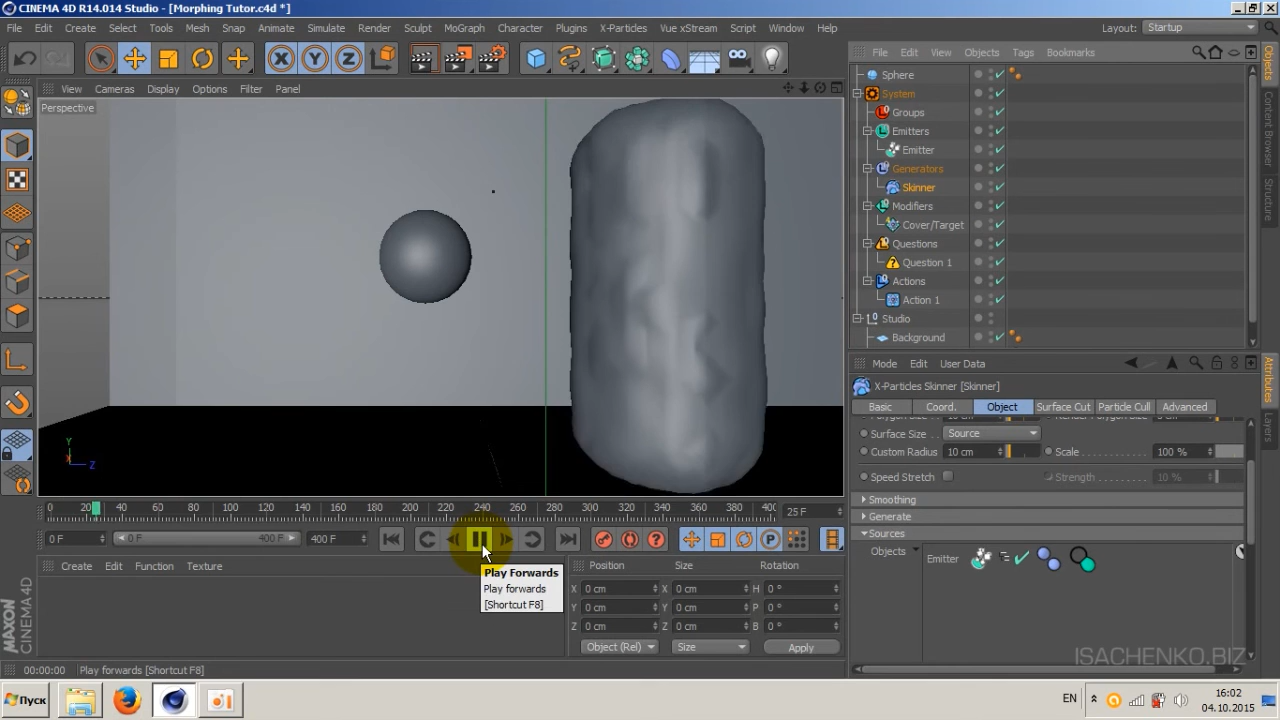 CINEMA 4D R14.014 Studio - [Morphing Tutor.c4d *]
File Edit Create Select Tools Mesh Snap Animate Simulate Render Sculpt MoGraph Character Plugins X-Particles Vue xStream Script Window Help Layout: Startup
X Y Z
File Edit View Objects Tags Bookmarks
View Cameras Display Options Filter Panel
Perspective
Sphere
System
Groups
Emitters
Emitter
Generators
Skinner
Modifiers
Cover/Target
Questions
Question 1
Actions
Action 1
Studio
Background
Objects
Content Browser
Structure
Mode Edit User Data
X-Particles Skinner [Skinner]
Basic Coord. Object Surface Cut Particle Cull Advanced
Surface Size Source
Custom Radius 10 cm Scale 100 %
Speed Stretch Strength 10 %
Smoothing
Generate
Sources
Objects Emitter
Attributes
Layers
Y
X Z
0 20 40 60 80 100 120 140 160 180 200 220 240 260 280 300 320 340 360 380 400 25 F
0 F 0 F 400 F 400 F
P
Play Forwards
Play forwards
[Shortcut F8]
Create Edit Function Texture
Position Size Rotation
X 0 cm X 0 cm H 0 °
Y 0 cm Y 0 cm P 0 °
Z 0 cm Z 0 cm B 0 °
Object (Rel) Size Apply
MAXON
CINEMA 4D
00:00:00 Play forwards [Shortcut F8]
ISACHENKO.BIZ
Пуск
EN
16:02
04.10.2015